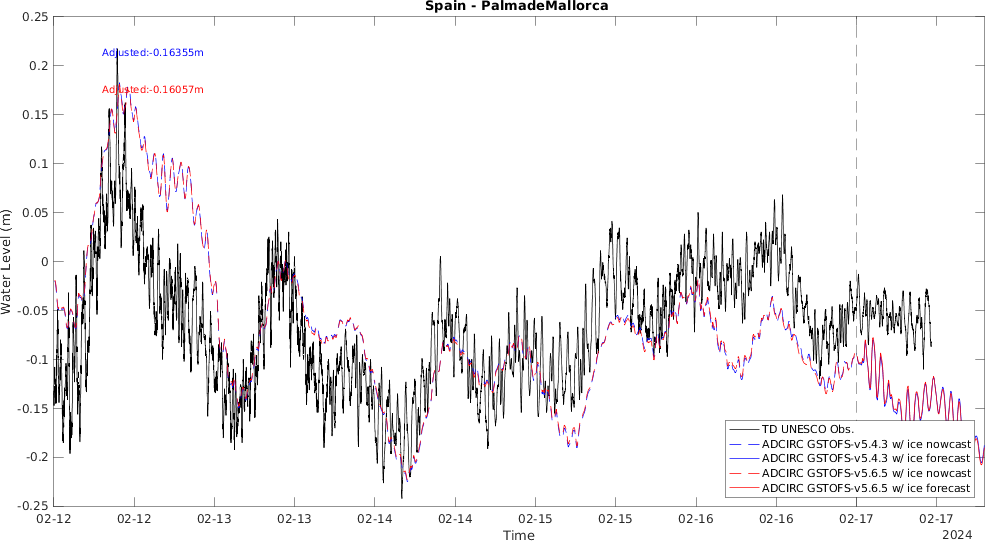 Spain - PalmadeMallorca
0.25
0.2
0.15
0.1
0.05
0
-0.05
-0.1
-0.15
-0.2
-0.25
Water Level (m)
Adjusted:-0.16355m
Adjusted:-0.16057m
TD UNESCO Obs.
ADCIRC GSTOFS-v5.4.3 w/ ice nowcast
ADCIRC GSTOFS-v5.4.3 w/ ice forecast
ADCIRC GSTOFS-v5.6.5 w/ ice nowcast
ADCIRC GSTOFS-v5.6.5 w/ ice forecast
02-12 02-12 02-13 02-13 02-14 02-14 02-15 02-15 02-16 02-16 02-17 02-17
Time
2024